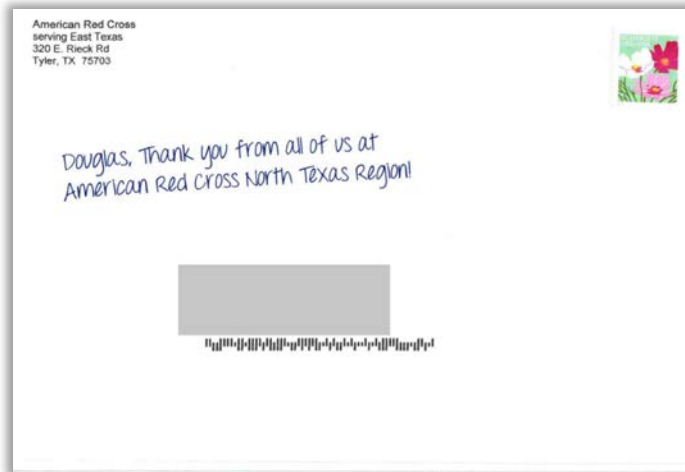 American Red Cross
serving East Texas
320 E. Rieck Rd
Tyler, TX 75703
Douglas, Thank you from all of us at
American Red Cross North Texas Region!